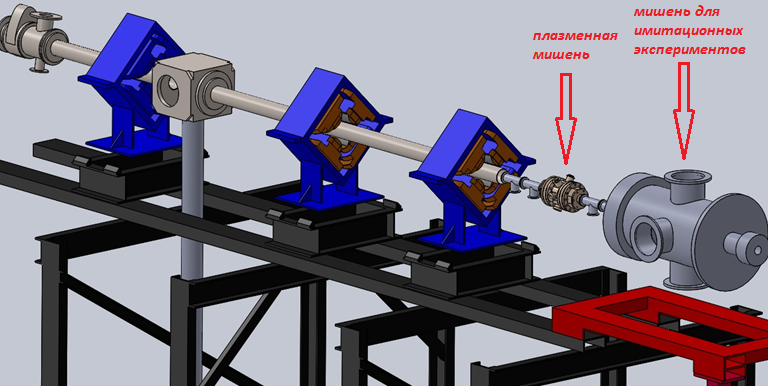 плазменная
мишень
мишень для
имитационных
экспериментов